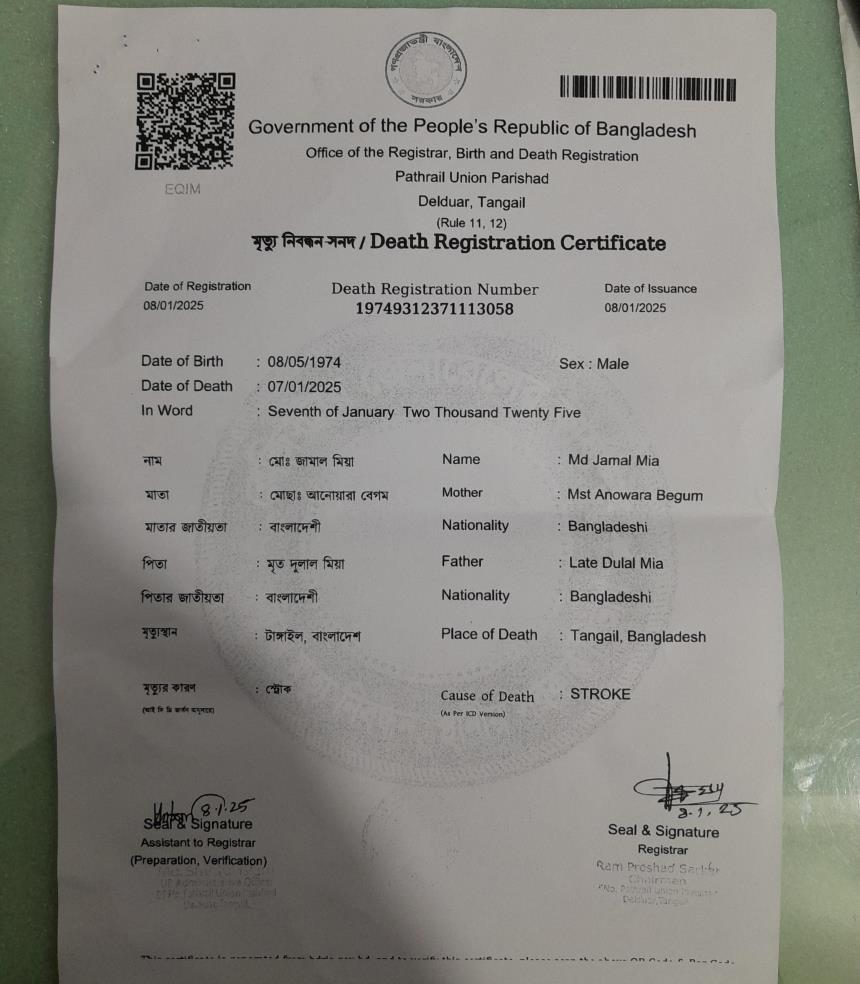 গণপ্রজাতন্ত্রী বাংলাদেশ সরকার
EQIM
Government of the People's Republic of Bangladesh
Office of the Registrar, Birth and Death Registration
Pathrail Union Parishad
Delduar, Tangail
(Rule 11, 12)
মৃত্যু নিবন্ধন সনদ / Death Registration Certificate
Date of Registration Death Registration Number Date of Issuance
08/01/2025 19749312371113058 08/01/2025
Date of Birth : 08/05/1974 Sex : Male
Date of Death : 07/01/2025
In Word : Seventh of January Two Thousand Twenty Five
নাম : মোঃ জামাল মিয়া Name : Md Jamal Mia
মাতা : মোছাঃ আনোয়ারা বেগম Mother : Mst Anowara Begum
মাতার জাতীয়তা : বাংলাদেশী Nationality : Bangladeshi
পিতা : মৃত দুলাল মিয়া Father : Late Dulal Mia
পিতার জাতীয়তা : বাংলাদেশী Nationality : Bangladeshi
মৃত্যুস্থান : টাঙ্গাইল, বাংলাদেশ Place of Death : Tangail, Bangladesh
মৃত্যুর কারণ : স্ট্রোক Cause of Death : STROKE
(As Per ICD Version)
8.1.25
8.1.25
Seal & Signature Seal & Signature
Assistant to Registrar Registrar
(Preparation, Verification)
Ram Proshad
Chairman
Delduar, Tangail